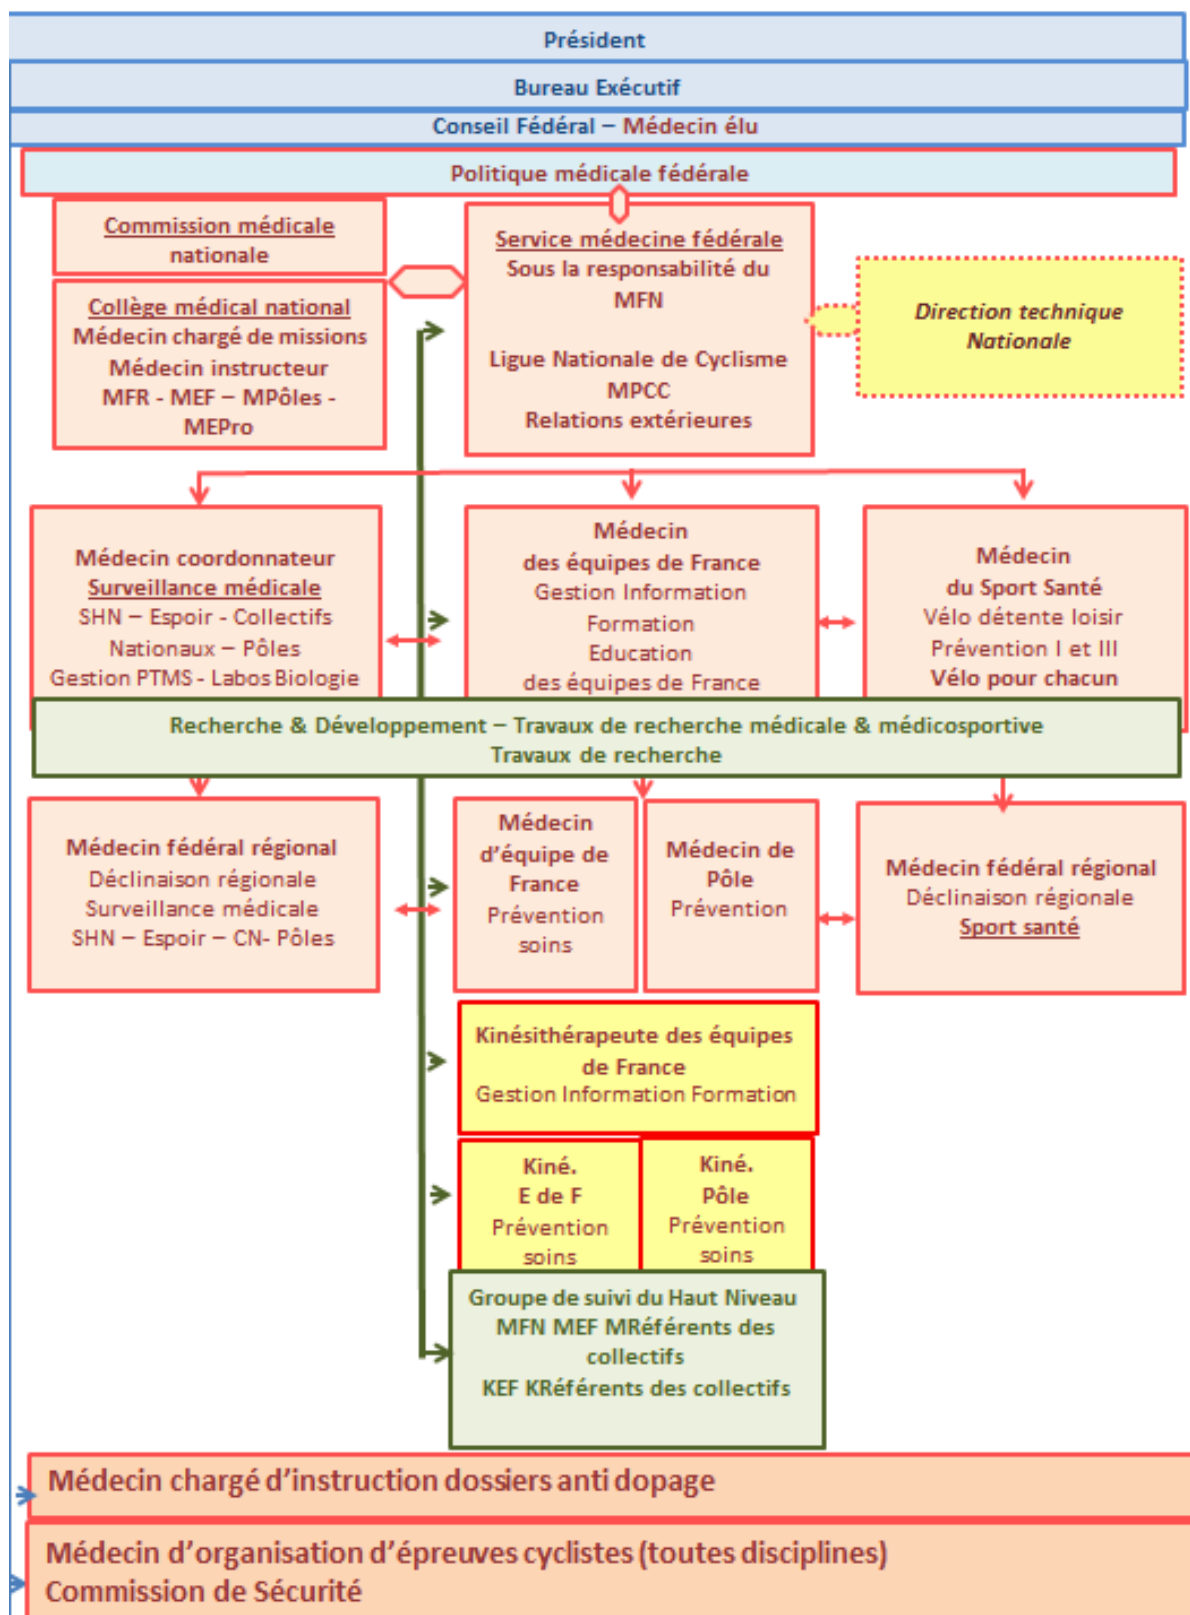 Président
Bureau Exécutif
Conseil Fédéral – Médecin élu
Politique médicale fédérale
Commission médicale
nationale
Collège médical national
Médecin chargé de missions
Médecin instructeur
MFR - MEF – MPôles -
MEPro
Service médecine fédérale
Sous la responsabilité du
MFN
Ligue Nationale de Cyclisme
MPCC
Relations extérieures
Direction technique
Nationale
Médecin coordonnateur
Surveillance médicale
SHN – Espoir - Collectifs
Nationaux – Pôles
Gestion PTMS - Labos Biologie
Médecin
des équipes de France
Gestion Information
Formation
Education
des équipes de France
Médecin
du Sport Santé
Vélo détente loisir
Prévention I et III
Vélo pour chacun
Recherche & Développement – Travaux de recherche médicale & médicosportive
Travaux de recherche
Médecin fédéral régional
Déclinaison régionale
Surveillance médicale
SHN – Espoir – CN- Pôles
Médecin
d'équipe de
France
Prévention
soins
Médecin de
Pôle
Prévention
Médecin fédéral régional
Déclinaison régionale
Sport santé
Kinésithérapeute des équipes
de France
Gestion Information Formation
Kiné.
E de F
Prévention
soins
Kiné.
Pôle
Prévention
soins
Groupe de suivi du Haut Niveau
MFN MEF MRéférents des
collectifs
KEF KRéférents des collectifs
Médecin chargé d'instruction dossiers anti dopage
Médecin d'organisation d'épreuves cyclistes (toutes disciplines)
Commission de Sécurité